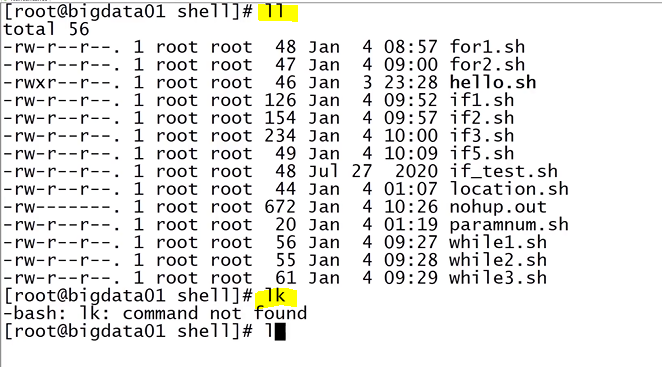 [root@bigdata01 shell]# ll
total 56
-rw-r--r--. 1 root root  48 Jan  4 08:57 for1.sh
-rw-r--r--. 1 root root  47 Jan  4 09:00 for2.sh
-rwxr--r--. 1 root root  46 Jan  3 23:28 hello.sh
-rw-r--r--. 1 root root 126 Jan  4 09:52 if1.sh
-rw-r--r--. 1 root root 154 Jan  4 09:57 if2.sh
-rw-r--r--. 1 root root 234 Jan  4 10:00 if3.sh
-rw-r--r--. 1 root root  49 Jan  4 10:09 if5.sh
-rw-r--r--. 1 root root  48 Jul 27  2020 if_test.sh
-rw-r--r--. 1 root root  44 Jan  4 01:07 location.sh
-rw-------. 1 root root 672 Jan  4 10:26 nohup.out
-rw-r--r--. 1 root root  20 Jan  4 01:19 paramnum.sh
-rw-r--r--. 1 root root  56 Jan  4 09:27 while1.sh
-rw-r--r--. 1 root root  55 Jan  4 09:28 while2.sh
-rw-r--r--. 1 root root  61 Jan  4 09:29 while3.sh
[root@bigdata01 shell]# lk
-bash: lk: command not found
[root@bigdata01 shell]# l